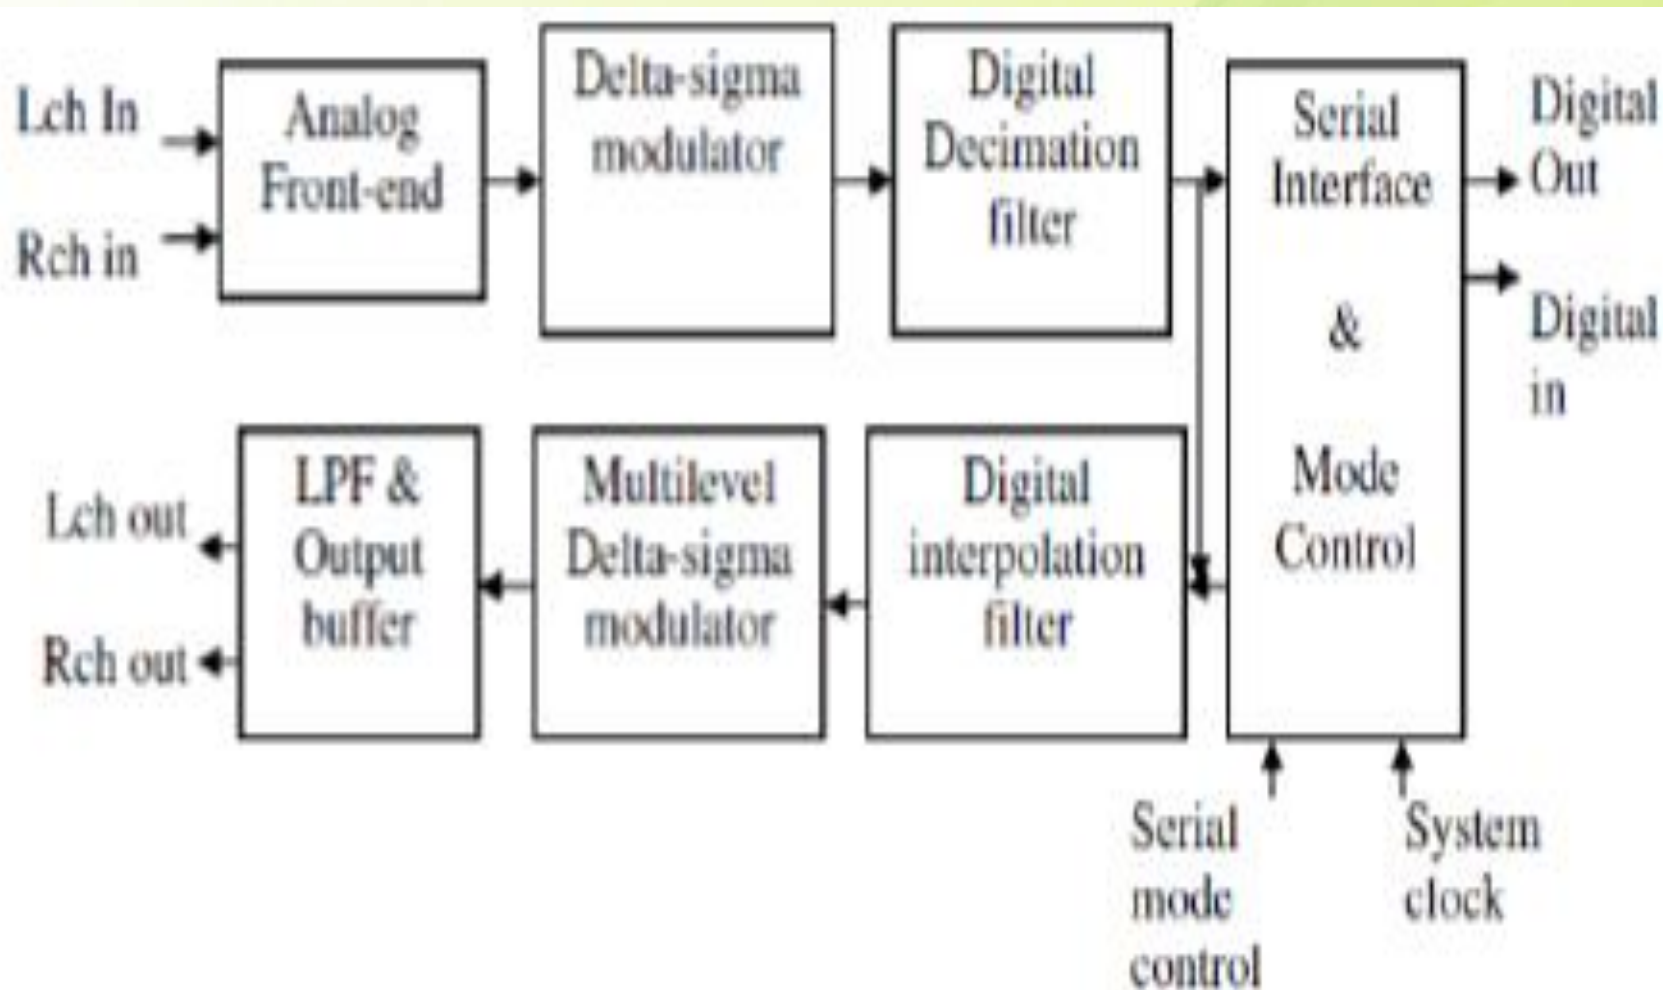 Lch In
Rch in
Analog
Front-end
Delta-sigma
modulator
Digital
Decimation
filter
Serial
Interface
&
Mode
Control
Digital
Out
Digital
in
LPF &
Output
buffer
Multilevel
Delta-sigma
modulator
Digital
interpolation
filter
Lch out
Rch out
Serial
mode
control
System
clock